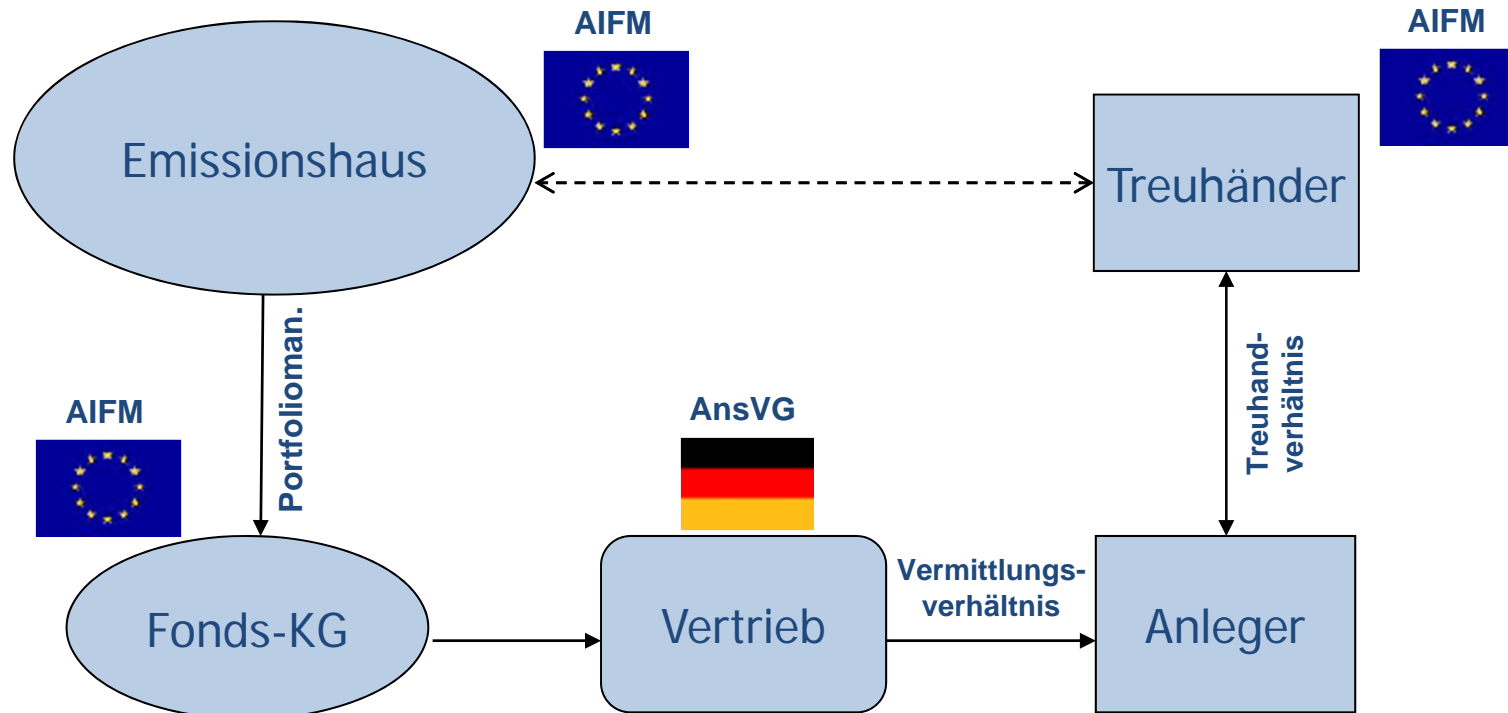 AIFM
AIFM
Emissionshaus
Treuhänder
Portfolioman.
Treuhand-
verhältnis
AIFM
AnsVG
Fonds-KG
Vertrieb
Vermittlungs-
verhältnis
Anleger